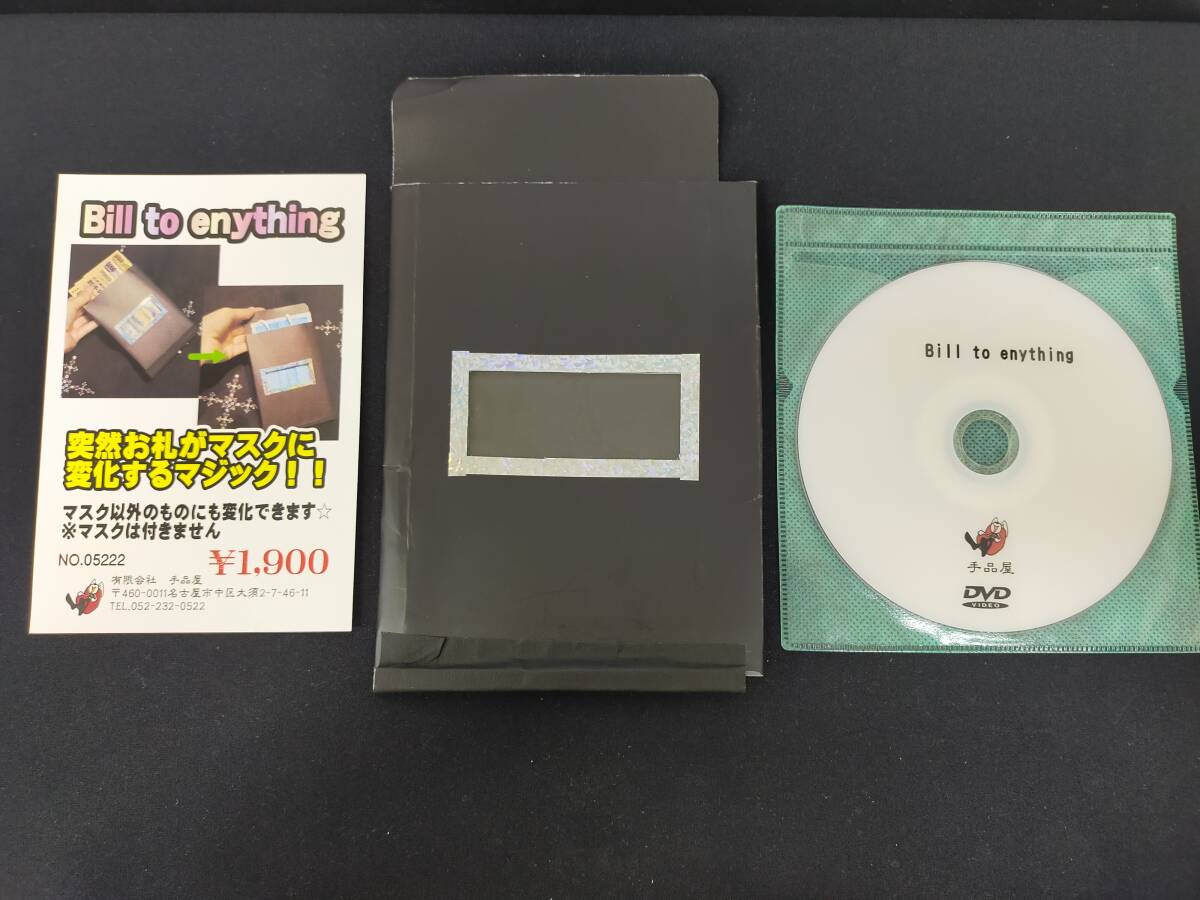 Bill to enything
突然お札がマスクに
変化するマジック！！
マスク以外のものにも変化できます☆
※マスクは付きません
NO.05222
¥1,900
有限会社 手品屋
〒460-0011名古屋市中区大須2-7-46-11
TEL.052-232-0522
Bill to enything
手品屋
DVD
VIDEO